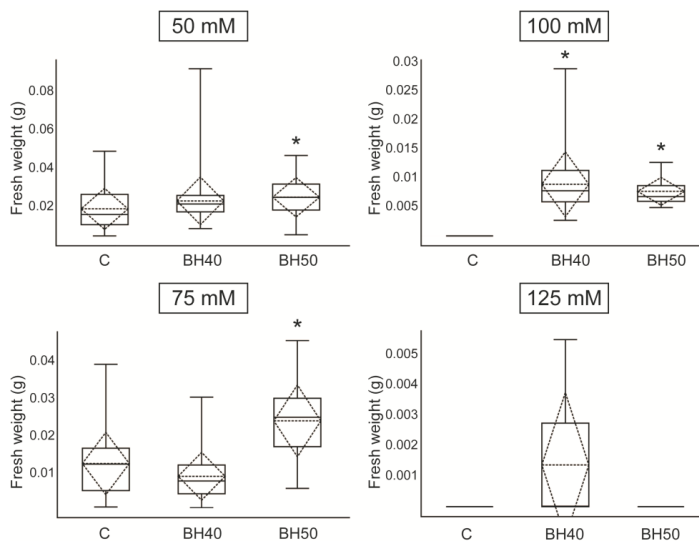 50 mM
Fresh weight (g)
0.08
0.06
0.04
0.02
*
C
BH40
BH50
100 mM
Fresh weight (g)
0.03
0.02
0.015
0.01
0.005
*
*
C
BH40
BH50
75 mM
Fresh weight (g)
0.04
0.03
0.02
0.01
*
C
BH40
BH50
125 mM
Fresh weight (g)
0.005
0.004
0.003
0.002
0.001
C
BH40
BH50